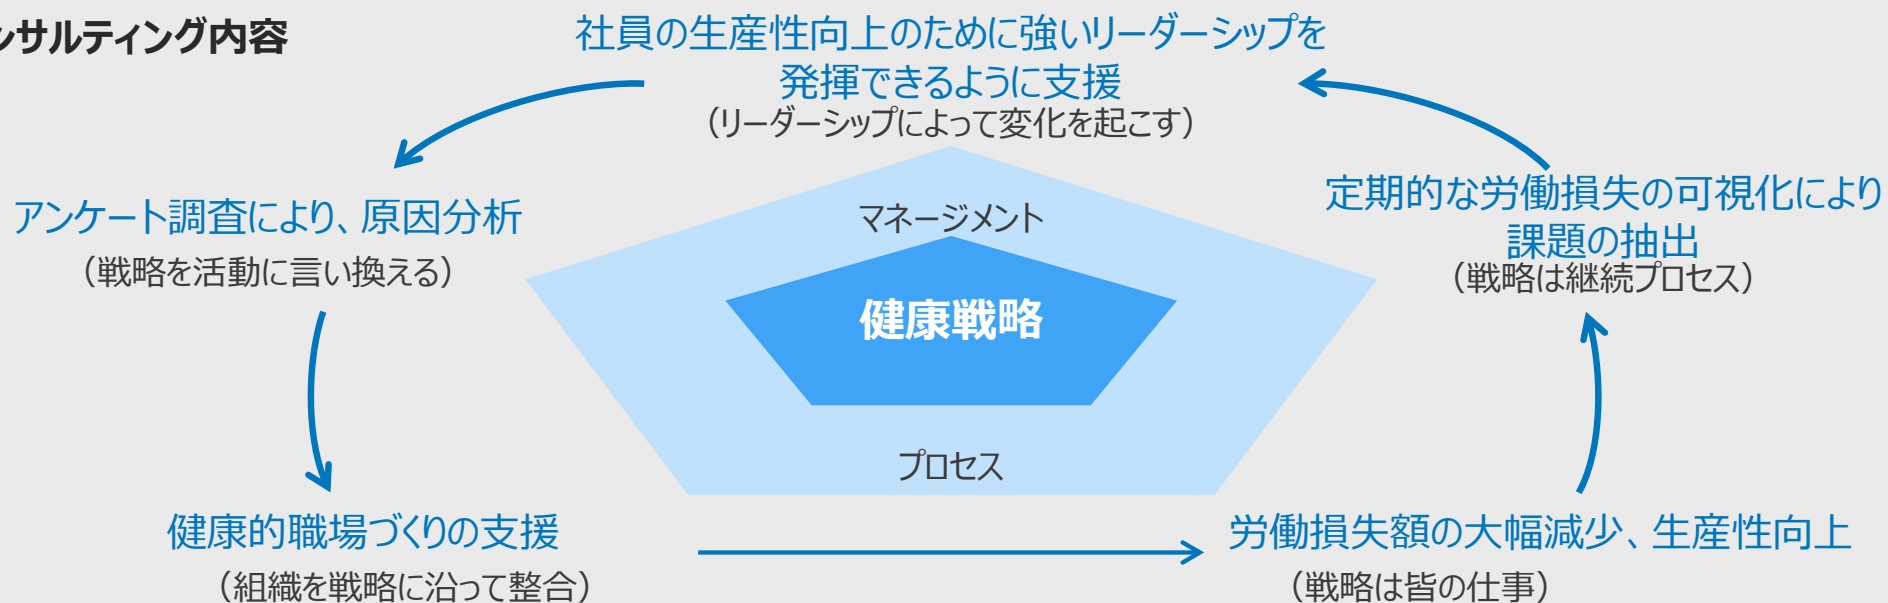 ンサルティング内容
社員の生産性向上のために強いリーダーシップを
発揮できるように支援
（リーダーシップによって変化を起こす）
アンケート調査により、原因分析
（戦略を活動に言い換える）
マネージメント
健康戦略
プロセス
定期的な労働損失の可視化により
課題の抽出
（戦略は継続プロセス）
健康的職場づくりの支援
（組織を戦略に沿って整合）
労働損失額の大幅減少、生産性向上
（戦略は皆の仕事）